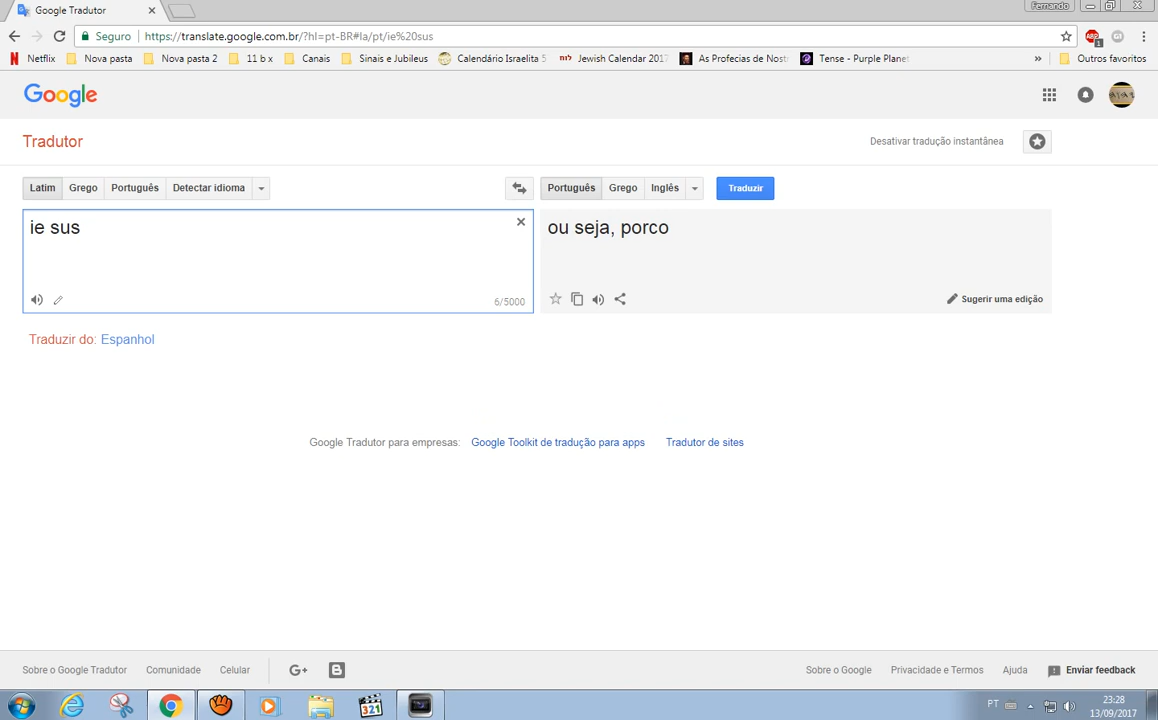 Google Tradutor
Fernando
Seguro https://translate.google.com.br/?hl=pt-BR#la/pt/ie%20sus
Netflix Nova pasta Nova pasta 2 11 b x Canais Sinais e Jubileus Calendário Israelita 5 Jewish Calendar 2017 As Profecias de Nostr Tense - Purple Planet » Outros favoritos
Google
Tradutor Desativar tradução instantânea
Latim Grego Português Detectar idioma Português Grego Inglês Traduzir
ie sus ou seja, porco
6/5000 Sugerir uma edição
Traduzir do: Espanhol
Google Tradutor para empresas: Google Toolkit de tradução para apps Tradutor de sites
Sobre o Google Tradutor Comunidade Celular G+ Sobre o Google Privacidade e Termos Ajuda Enviar feedback
321 PT 23:28
13/09/2017